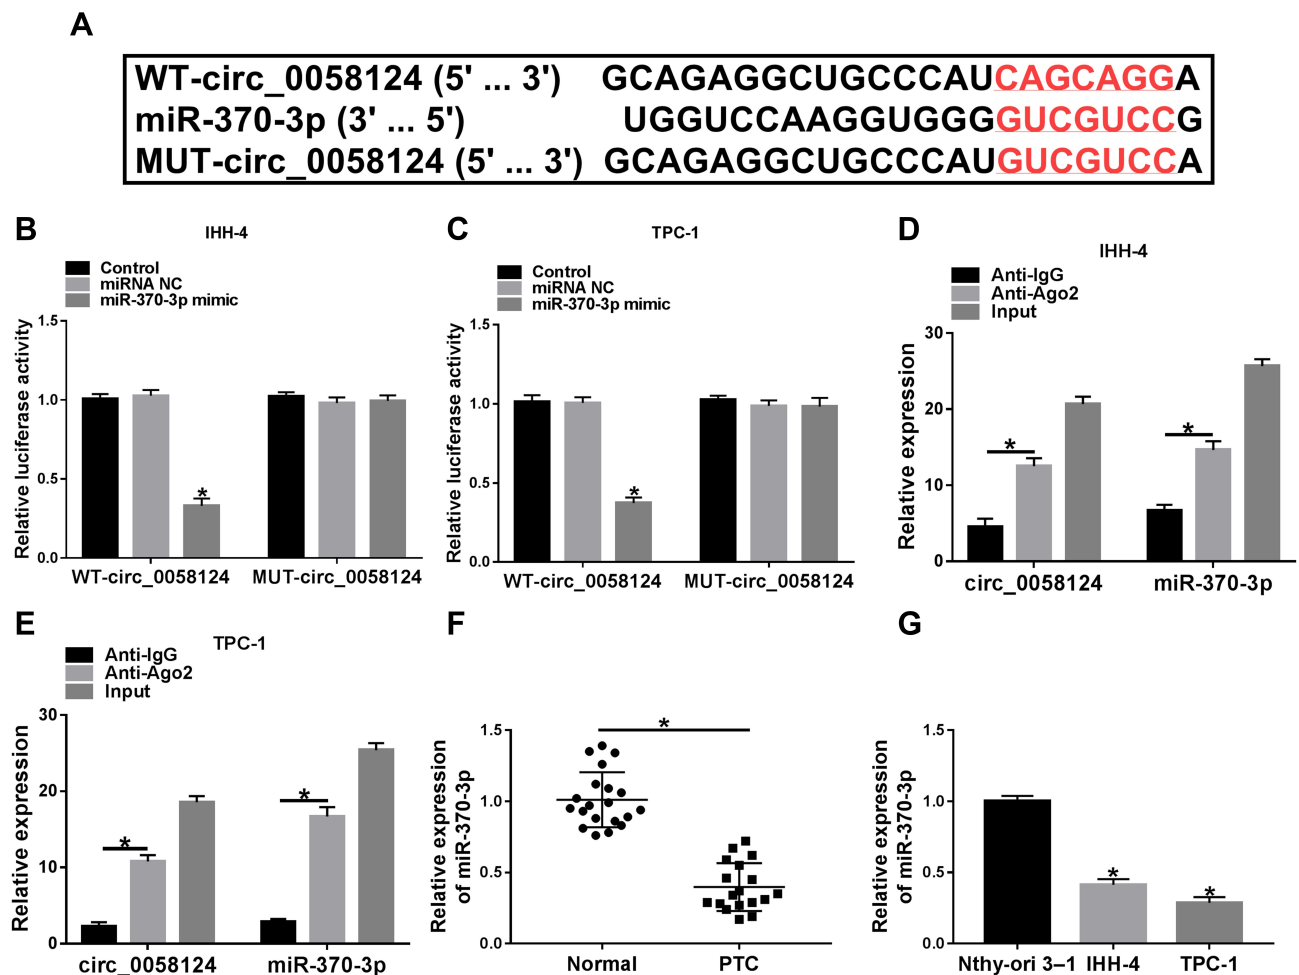 A
WT-circ_0058124 (5' ... 3') GCAGAGGCUGCCCAUCAGCAGGA
miR-370-3p (3' ... 5') UGGUCCAAGGUGGGGUCGUCCG
MUT-circ_0058124 (5' ... 3') GCAGAGGCUGCCCAUGUCGUCCA
B
IHH-4
Control
miRNA NC
miR-370-3p mimic
Relative luciferase activity
1.5
1.0
0.5
0.0
*
WT-circ_0058124 MUT-circ_0058124
C
TPC-1
Control
miRNA NC
miR-370-3p mimic
Relative luciferase activity
1.5
1.0
0.5
0.0
*
WT-circ_0058124 MUT-circ_0058124
D
IHH-4
Anti-IgG
Anti-Ago2
Input
Relative expression
30
20
10
0
* *
circ_0058124 miR-370-3p
E
TPC-1
Anti-IgG
Anti-Ago2
Input
Relative expression
30
20
10
0
* *
circ_0058124 miR-370-3p
F
Relative expression
of miR-370-3p
1.5
1.0
0.5
0.0
*
Normal PTC
G
Relative expression
of miR-370-3p
1.5
1.0
0.5
0.0
* *
Nthy-ori 3–1 IHH-4 TPC-1